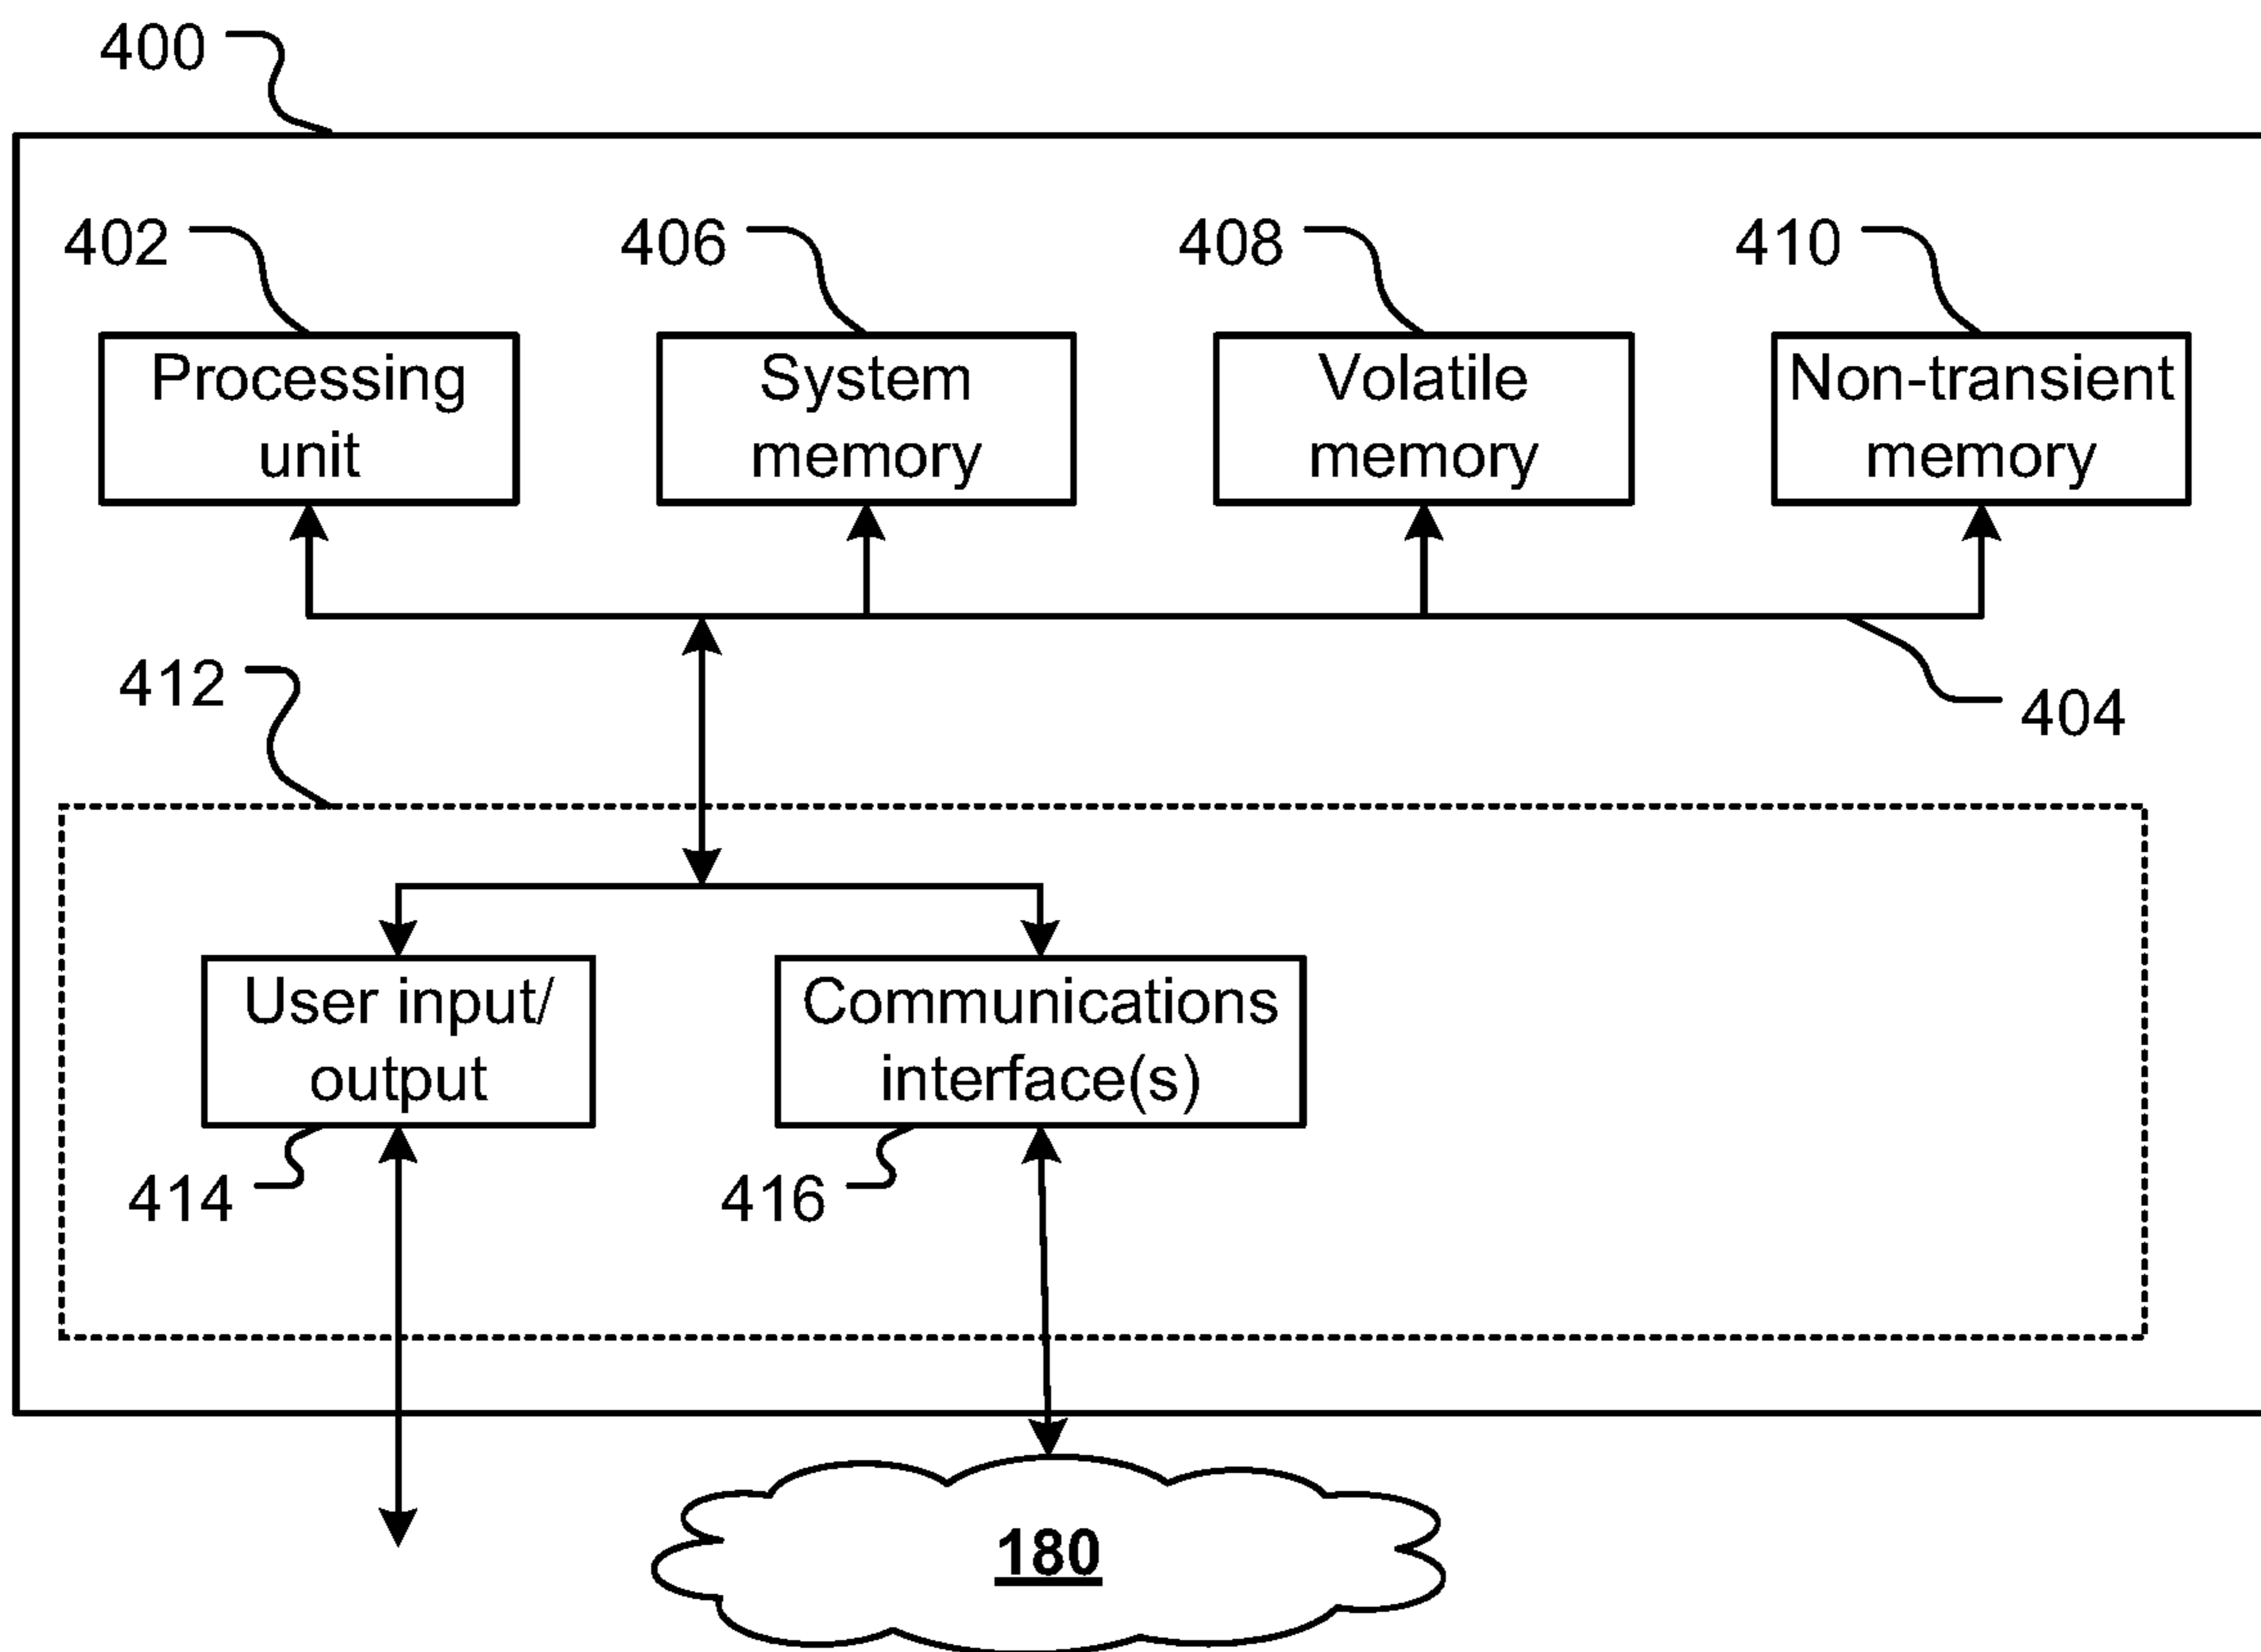 400
402
406
408
410
Processing
unit
System
memory
Volatile
memory
Non-transient
memory
412
404
User input/
output
Communications
interface(s)
414
416
180